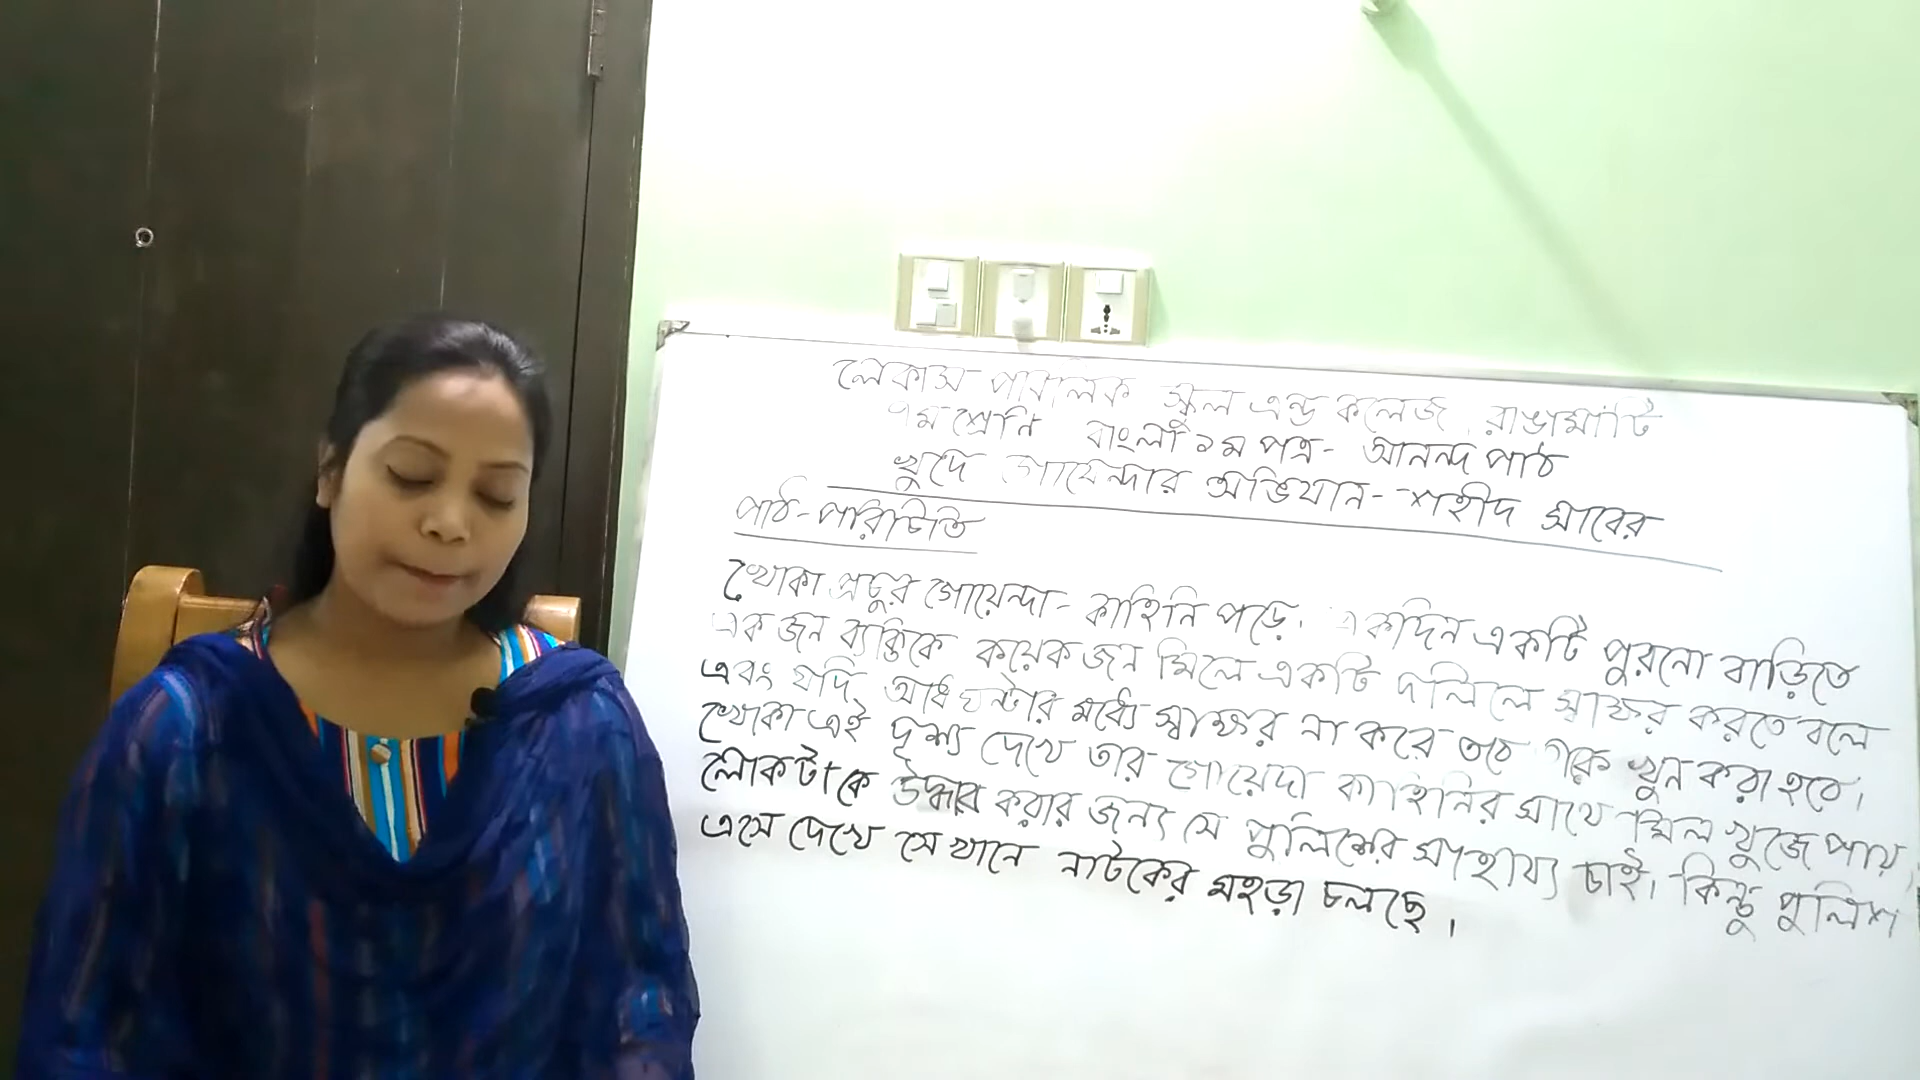 লেকার্স পাবলিক স্কুল এন্ড কলেজ, রাঙামাটি
৭ম শ্রেণি বাংলা ১ম পত্র- আনন্দ পাঠ
খুদে গোয়েন্দার অভিযান- শহীদ সাবের
পাঠ-পরিচিতি
খোকা প্রচুর গোয়েন্দা- কাহিনি পড়ে। একদিন একটি পুরনো বাড়িতে
একজন ব্যক্তিকে কয়েকজন মিলে একটি দলিলে স্বাক্ষর করতে বলে
এবং যদি আধ ঘন্টার মধ্যে স্বাক্ষর না করে তবে তাকে খুন করা হবে।
খোকা এই দৃশ্য দেখে তার গোয়েদা কাহিনির সাথে মিল খুজে পায়,
লোকটাকে উদ্ধার করার জন্য সে পুলিশের সাহায্য চাই। কিন্তু পুলিশ
এসে দেখে সেখানে নাটকের মহড়া চলছে।